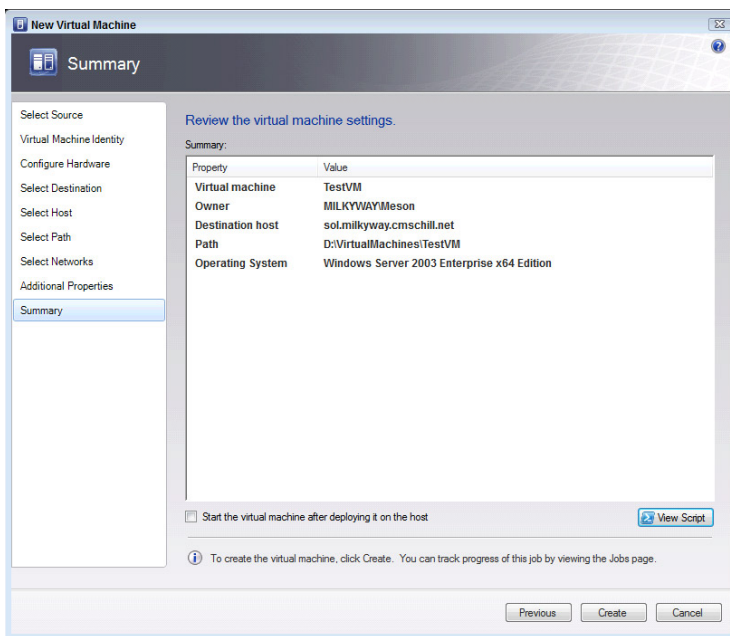 New Virtual Machine
Summary
Select Source
Virtual Machine Identity
Configure Hardware
Select Destination
Select Host
Select Path
Select Networks
Additional Properties
Summary
Review the virtual machine settings.
Summary:
Property Value
Virtual machine TestVM
Owner MILKYWAY\Meson
Destination host sol.milkyway.cmschill.net
Path D:\VirtualMachines\TestVM
Operating System Windows Server 2003 Enterprise x64 Edition
Start the virtual machine after deploying it on the host
View Script
To create the virtual machine, click Create. You can track progress of this job by viewing the Jobs page.
Previous Create Cancel